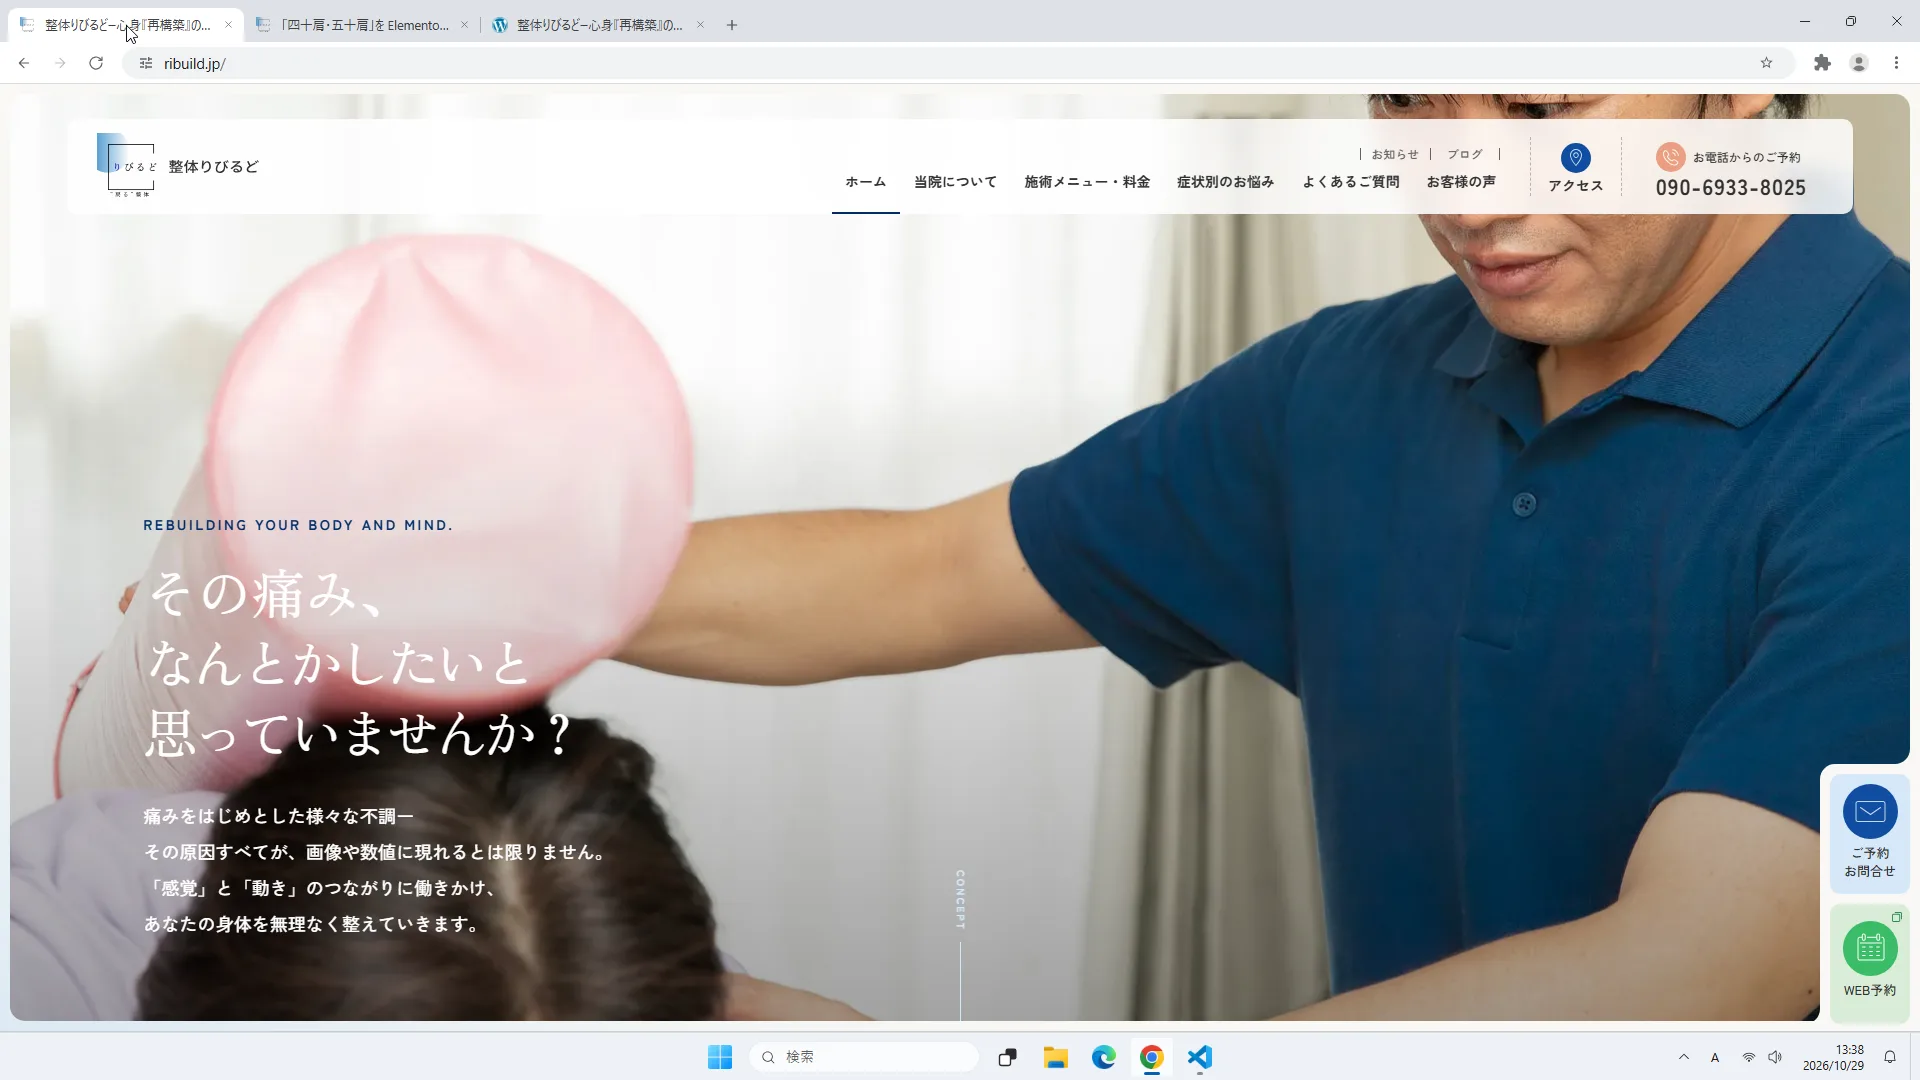 整体りびるど–心身『再構築』の...
「四十肩・五十肩」を Elemento...
整体りびるど–心身『再構築』の...
ribuild.jp/
りびるど
"戻る"整体
整体りびるど
お知らせ
ブログ
ホーム
当院について
施術メニュー・料金
症状別のお悩み
よくあるご質問
お客様の声
アクセス
お電話からのご予約
090-6933-8025
REBUILDING YOUR BODY AND MIND.
その痛み、
なんとかしたいと
思っていませんか？
痛みをはじめとした様々な不調ー
その原因すべてが、画像や数値に現れるとは限りません。
「感覚」と「動き」のつながりに働きかけ、
あなたの身体を無理なく整えていきます。
CONCEPT
ご予約
お問合せ
WEB予約
検索
A
13:38
2026/10/29